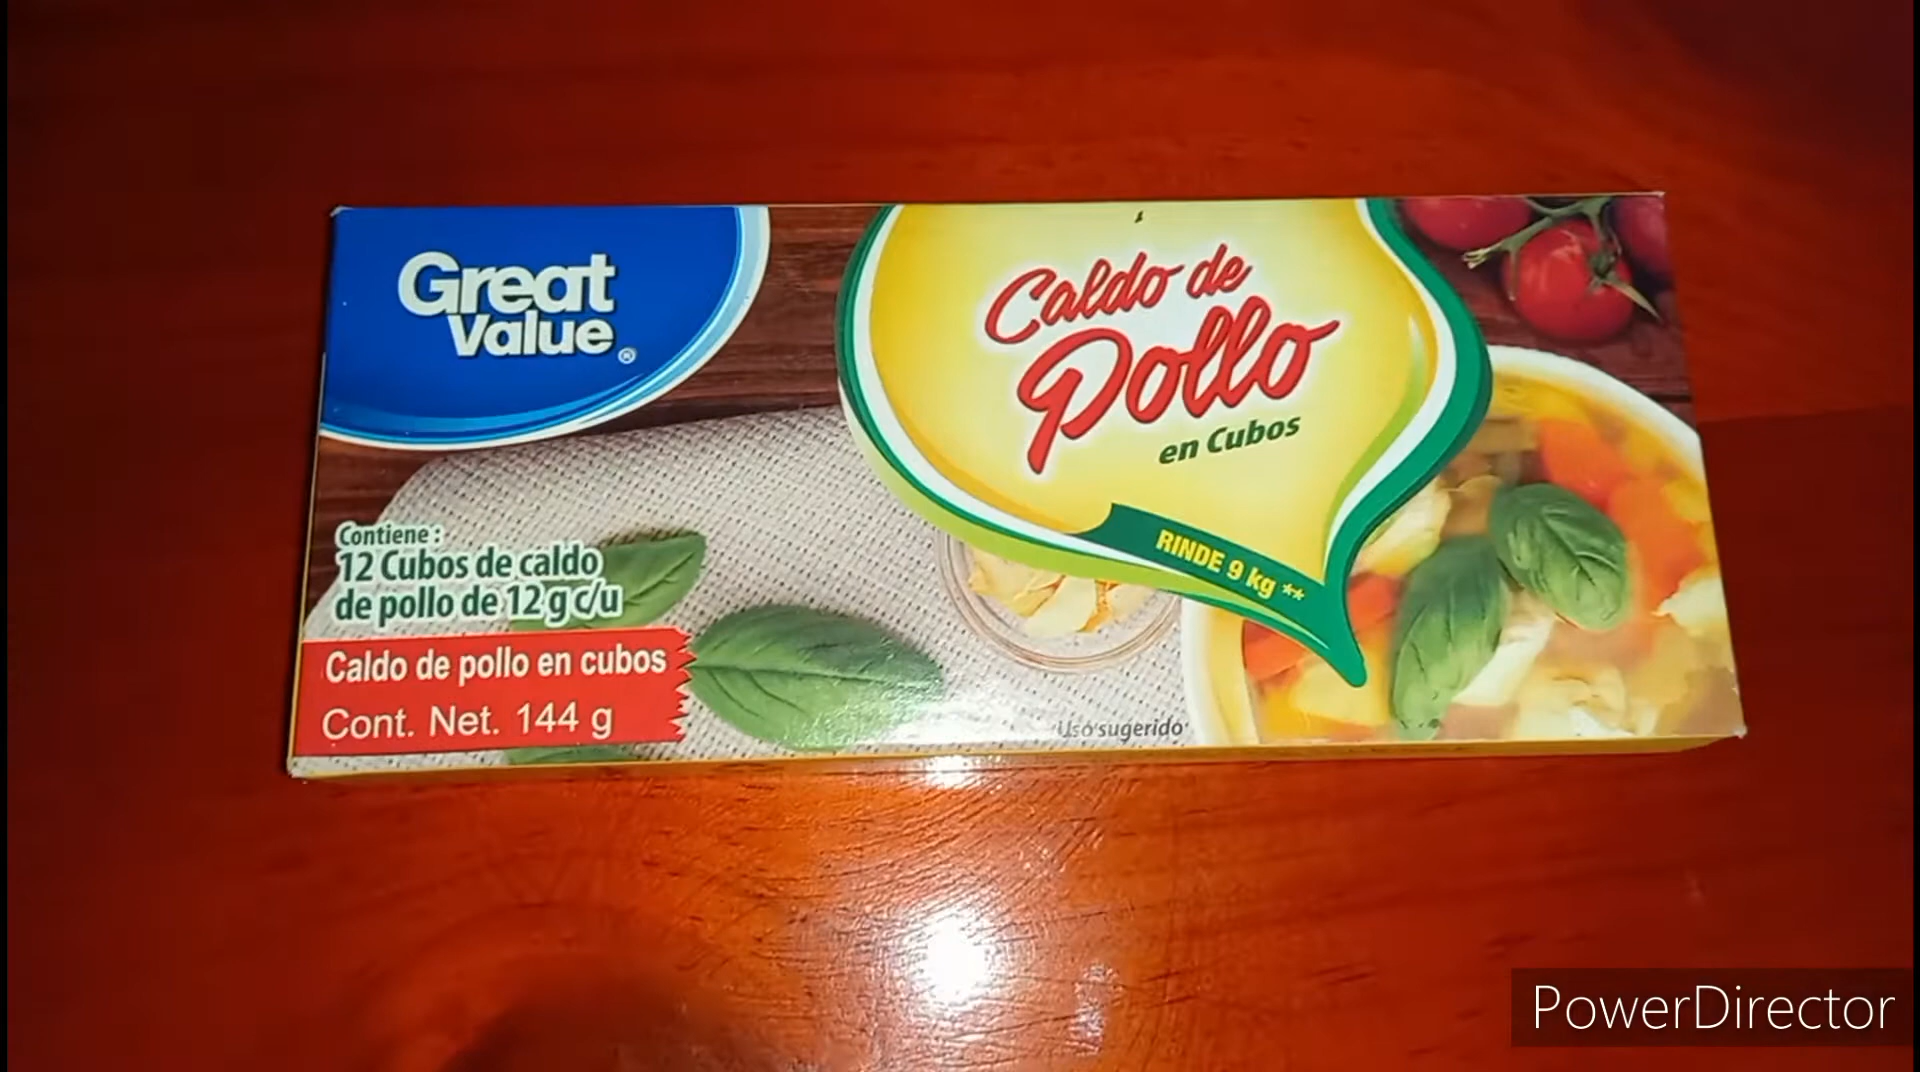 Great
Value®
Caldo de
Pollo
en Cubos
RINDE 9 kg **
Contiene :
12 Cubos de caldo
de pollo de 12 g c/u
Caldo de pollo en cubos
Cont. Net. 144 g
Uso sugerido
PowerDirector